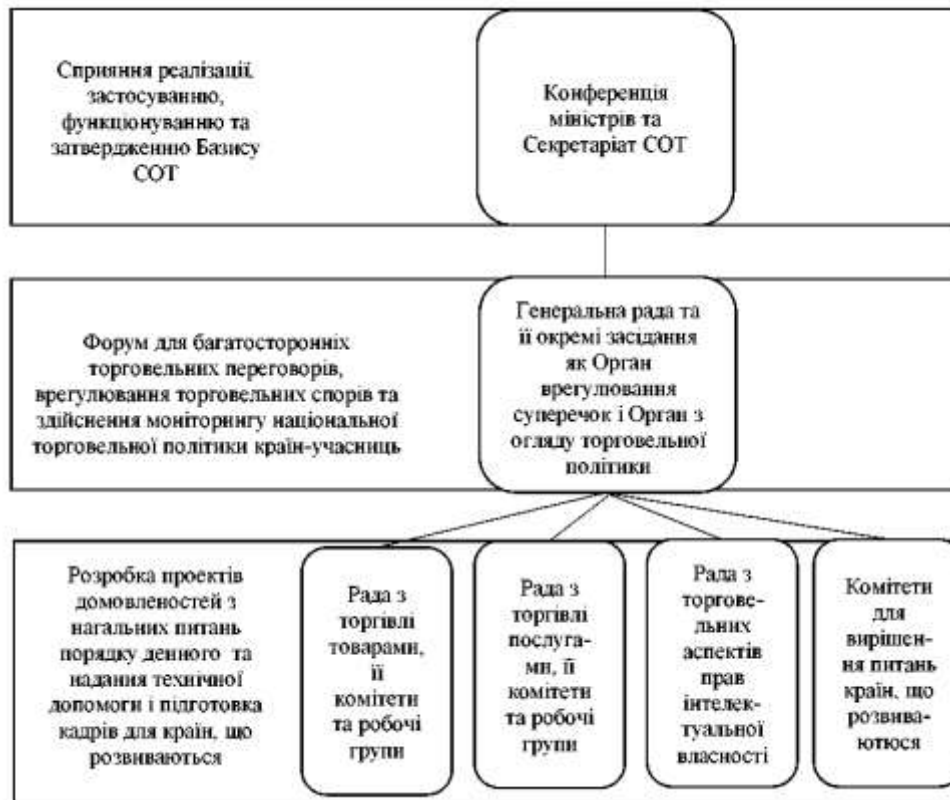 Сприяння реалізації,
застосуванню,
функціонуванню та
затвердженню Базису
СОТ
Конференція
міністрів та
Секретаріат СОТ
Форум для багатосторонніх
торговельних переговорів,
врегулювання торговельних спорів та
здійснення моніторингу національної
торговельної політики країн-учасниць
Генеральна рада та
її окремі засідання
як Орган
врегулювання
суперечок і Орган з
огляду торговельної
політики
Розробка проектів
домовленостей з
нагальних питань
порядку денного та
надання технічної
допомоги і підготовка
кадрів для країн, що
розвиваються
Рада з
торгівлі
товарами,
її
комітети
та робочі
групи
Рада з
торгівлі
послуга-
ми, її
комітети
та робочі
групи
Рада з
торгове-
льних
аспектів
прав
інтелек-
туальної
власності
Комітети
для
вирішен-
ня питань
країн, що
розвива-
ютюся